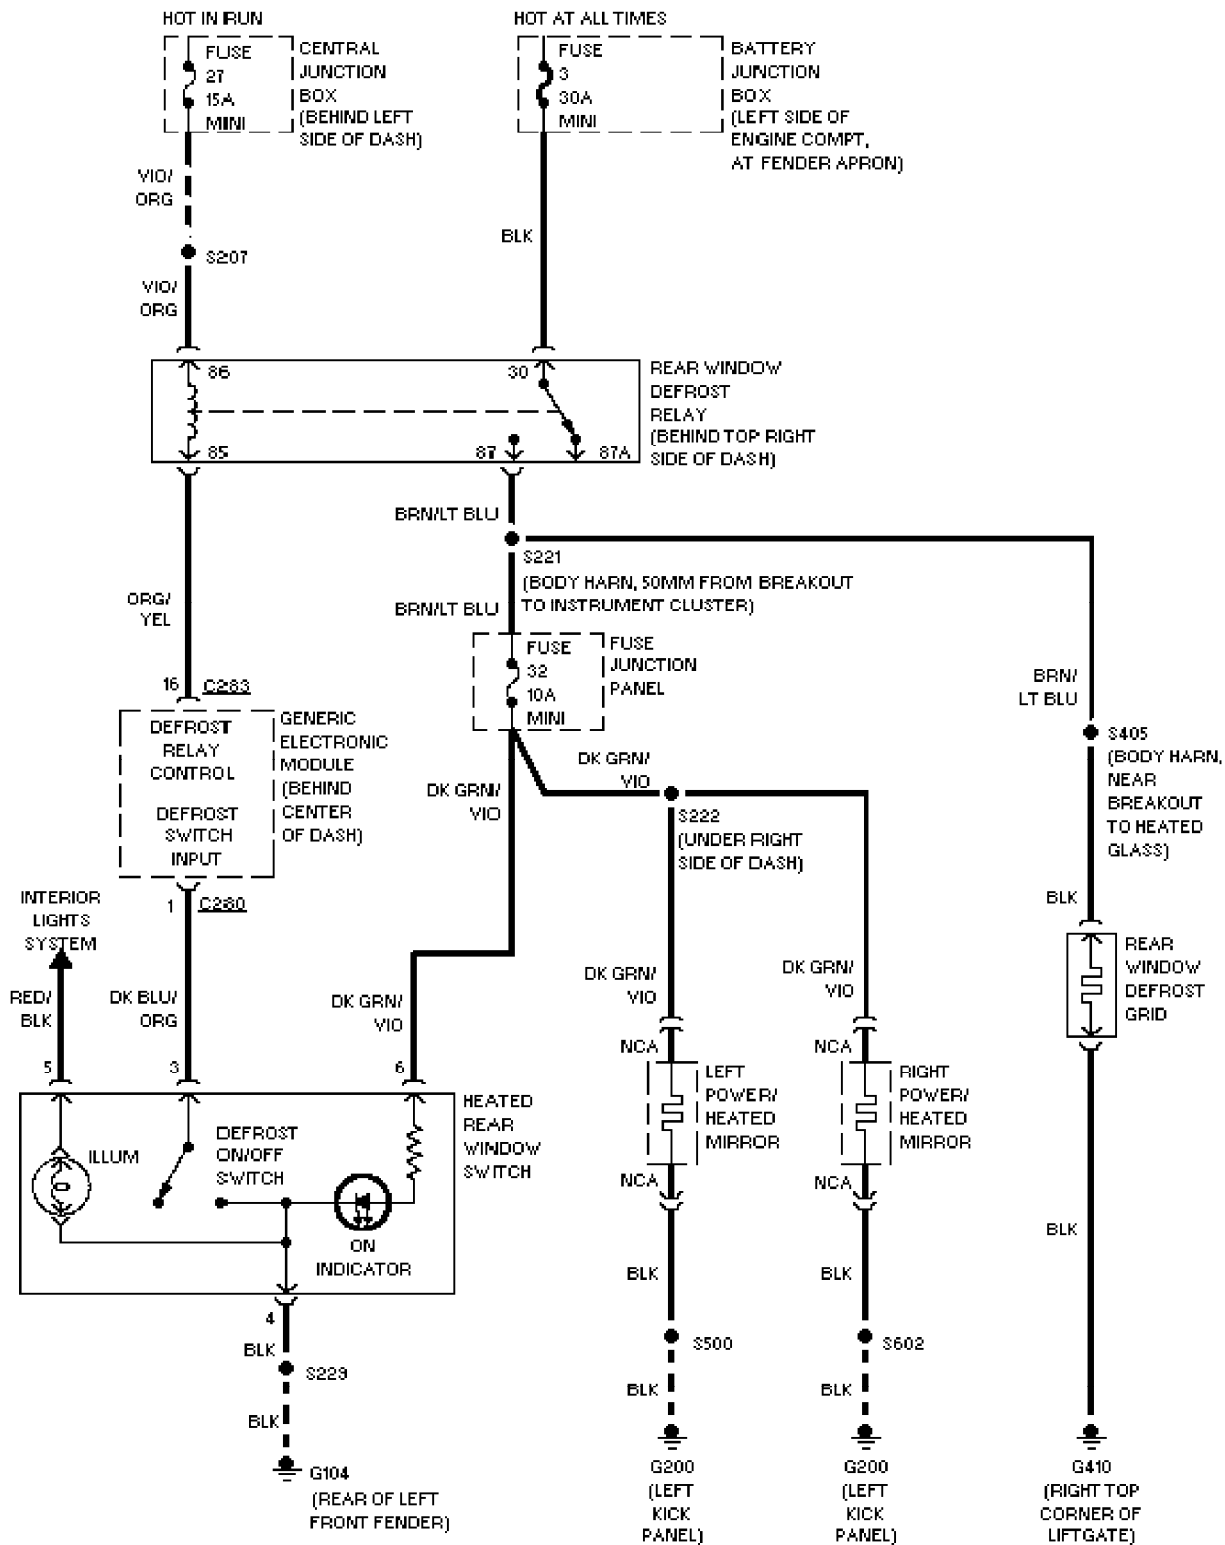 HOT IN RUN
HOT AT ALL TIMES
FUSE
27
15A
MINI
CENTRAL
JUNCTION
BOX
(BEHIND LEFT
SIDE OF DASH)
FUSE
3
30A
MINI
BATTERY
JUNCTION
BOX
(LEFT SIDE OF
ENGINE COMPT,
AT FENDER APRON)
VIO/
ORG
S207
VIO/
ORG
BLK
86
30
85
87
87A
REAR WINDOW
DEFROST
RELAY
(BEHIND TOP RIGHT
SIDE OF DASH)
BRN/LT BLU
S221
(BODY HARN, 50MM FROM BREAKOUT
TO INSTRUMENT CLUSTER)
BRN/LT BLU
ORG/
YEL
FUSE
32
10A
MINI
FUSE
JUNCTION
PANEL
16
C283
DEFROST
RELAY
CONTROL
DEFROST
SWITCH
INPUT
GENERIC
ELECTRONIC
MODULE
(BEHIND
CENTER
OF DASH)
BRN/
LT BLU
S405
(BODY HARN,
NEAR
BREAKOUT
TO HEATED
GLASS)
DK GRN/
VIO
DK GRN/
VIO
S222
(UNDER RIGHT
SIDE OF DASH)
1
C280
BLK
INTERIOR
LIGHTS
SYSTEM
RED/
BLK
DK BLU/
ORG
DK GRN/
VIO
DK GRN/
VIO
DK GRN/
VIO
REAR
WINDOW
DEFROST
GRID
5
3
6
NCA
NCA
HEATED
REAR
WINDOW
SWITCH
LEFT
POWER/
HEATED
MIRROR
RIGHT
POWER/
HEATED
MIRROR
ILLUM
DEFROST
ON/OFF
SWITCH
NCA
NCA
ON
INDICATOR
BLK
BLK
BLK
4
BLK
S229
S500
S602
BLK
BLK
BLK
G104
(REAR OF LEFT
FRONT FENDER)
G200
(LEFT
KICK
PANEL)
G200
(LEFT
KICK
PANEL)
G410
(RIGHT TOP
CORNER OF
LIFTGATE)